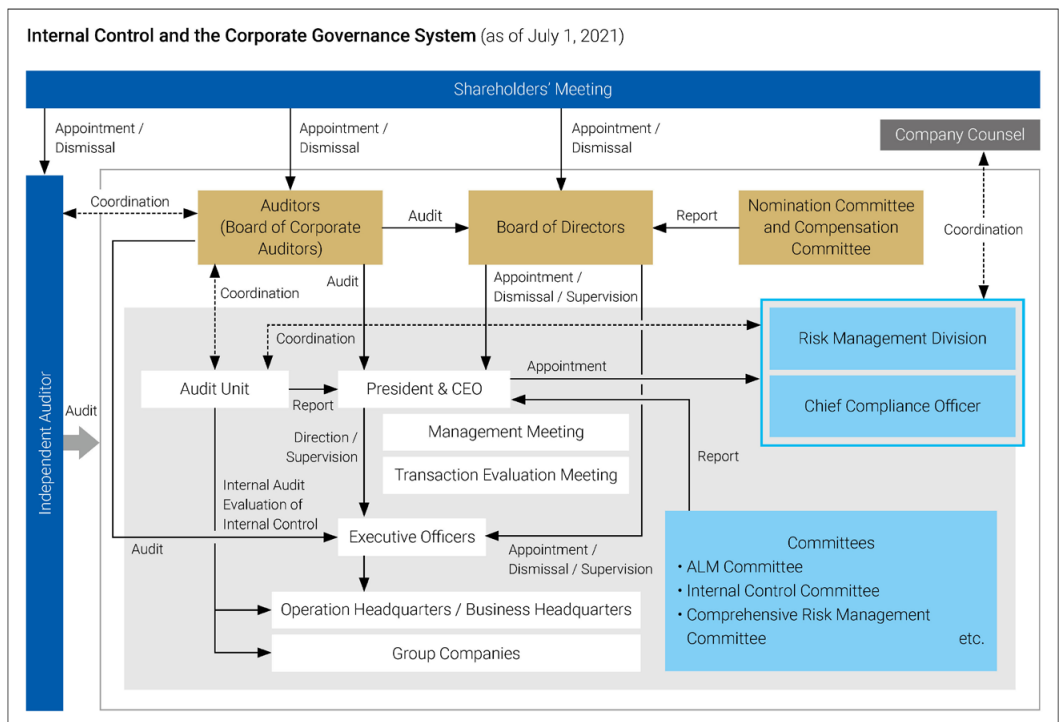 Internal Control and the Corporate Governance System (as of July 1, 2021)
Shareholders’ Meeting
Appointment /
Dismissal
Appointment /
Dismissal
Appointment /
Dismissal
Company Counsel
Independent Auditor
Coordination
Auditors
(Board of Corporate
Auditors)
Audit
Board of Directors
Report
Nomination Committee
and Compensation
Committee
Coordination
Coordination
Audit
Appointment /
Dismissal / Supervision
Coordination
Risk Management Division
Audit Unit
Report
President & CEO
Appointment
Chief Compliance Officer
Audit
Direction /
Supervision
Management Meeting
Transaction Evaluation Meeting
Report
Internal Audit
Evaluation of
Internal Control
Audit
Executive Officers
Appointment /
Dismissal / Supervision
Committees
• ALM Committee
• Internal Control Committee
• Comprehensive Risk Management
Committee etc.
Operation Headquarters / Business Headquarters
Group Companies